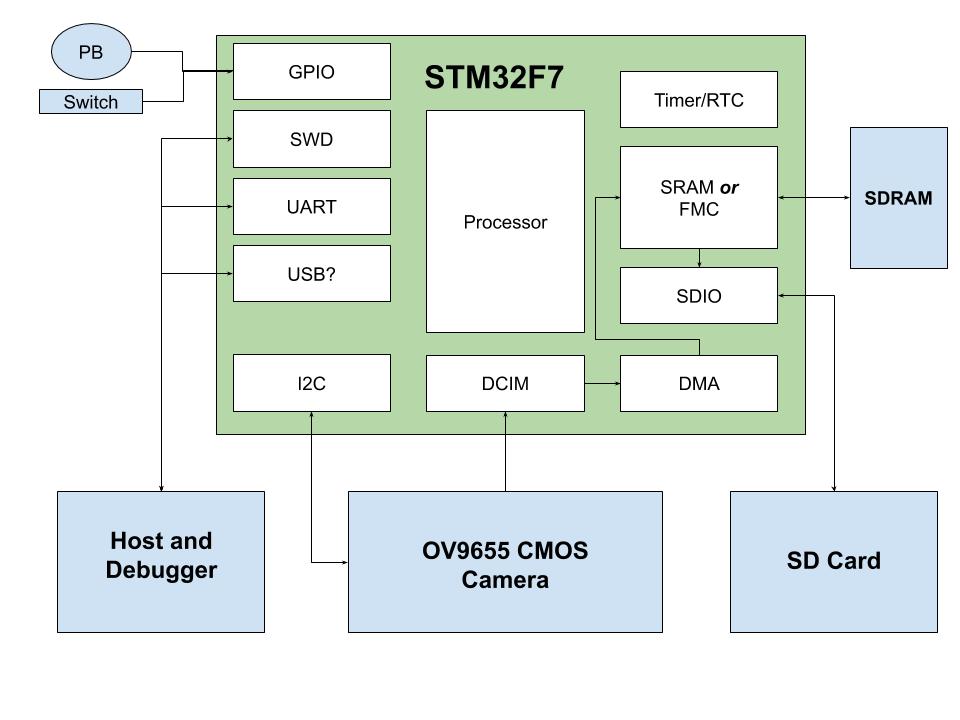 PB
Switch
STM32F7
GPIO
SWD
UART
USB?
I2C
Processor
DCIM
Timer/RTC
SRAM or
FMC
SDIO
DMA
SDRAM
Host and
Debugger
OV9655 CMOS
Camera
SD Card